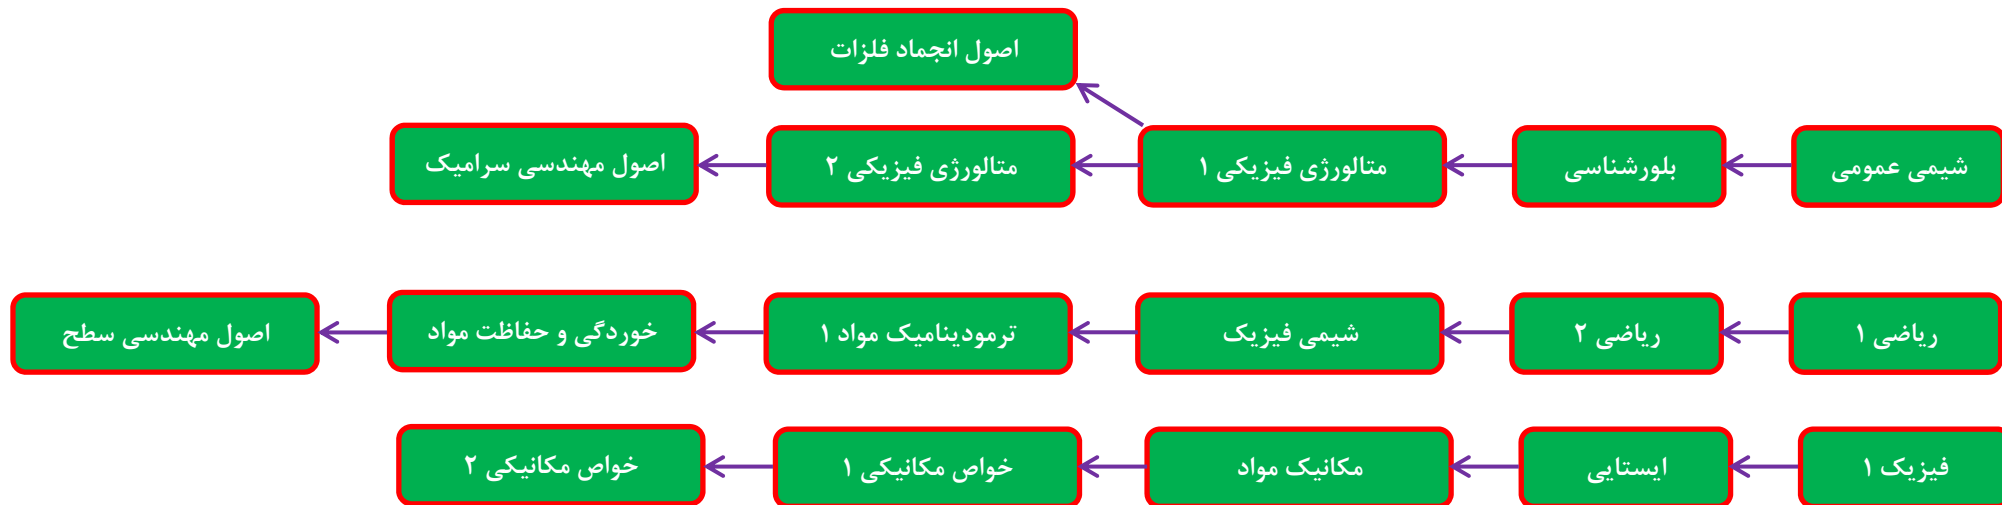 اصول انجماد فلزات
شیمی عمومی
بلورشناسی
متالورژی فیزیکی ۱
متالورژی فیزیکی ۲
اصول مهندسی سرامیک
ریاضی ۱
ریاضی ۲
شیمی فیزیک
ترمودینامیک مواد ۱
خوردگی و حفاظت مواد
اصول مهندسی سطح
فیزیک ۱
ایستایی
مکانیک مواد
خواص مکانیکی ۱
خواص مکانیکی ۲